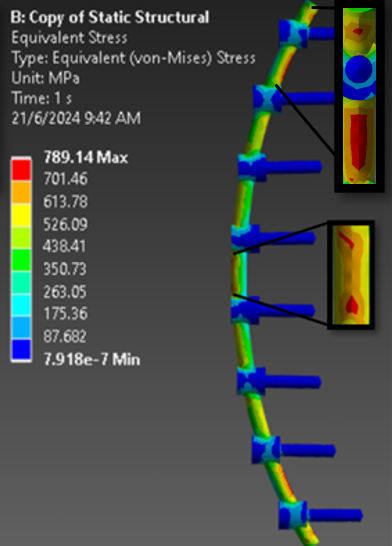 B: Copy of Static Structural
Equivalent Stress
Type: Equivalent (von-Mises) Stress
Unit: MPa
Time: 1 s
21/6/2024 9:42 AM
789.14 Max
701.46
613.78
526.09
438.41
350.73
263.05
175.36
87.682
7.918e-7 Min